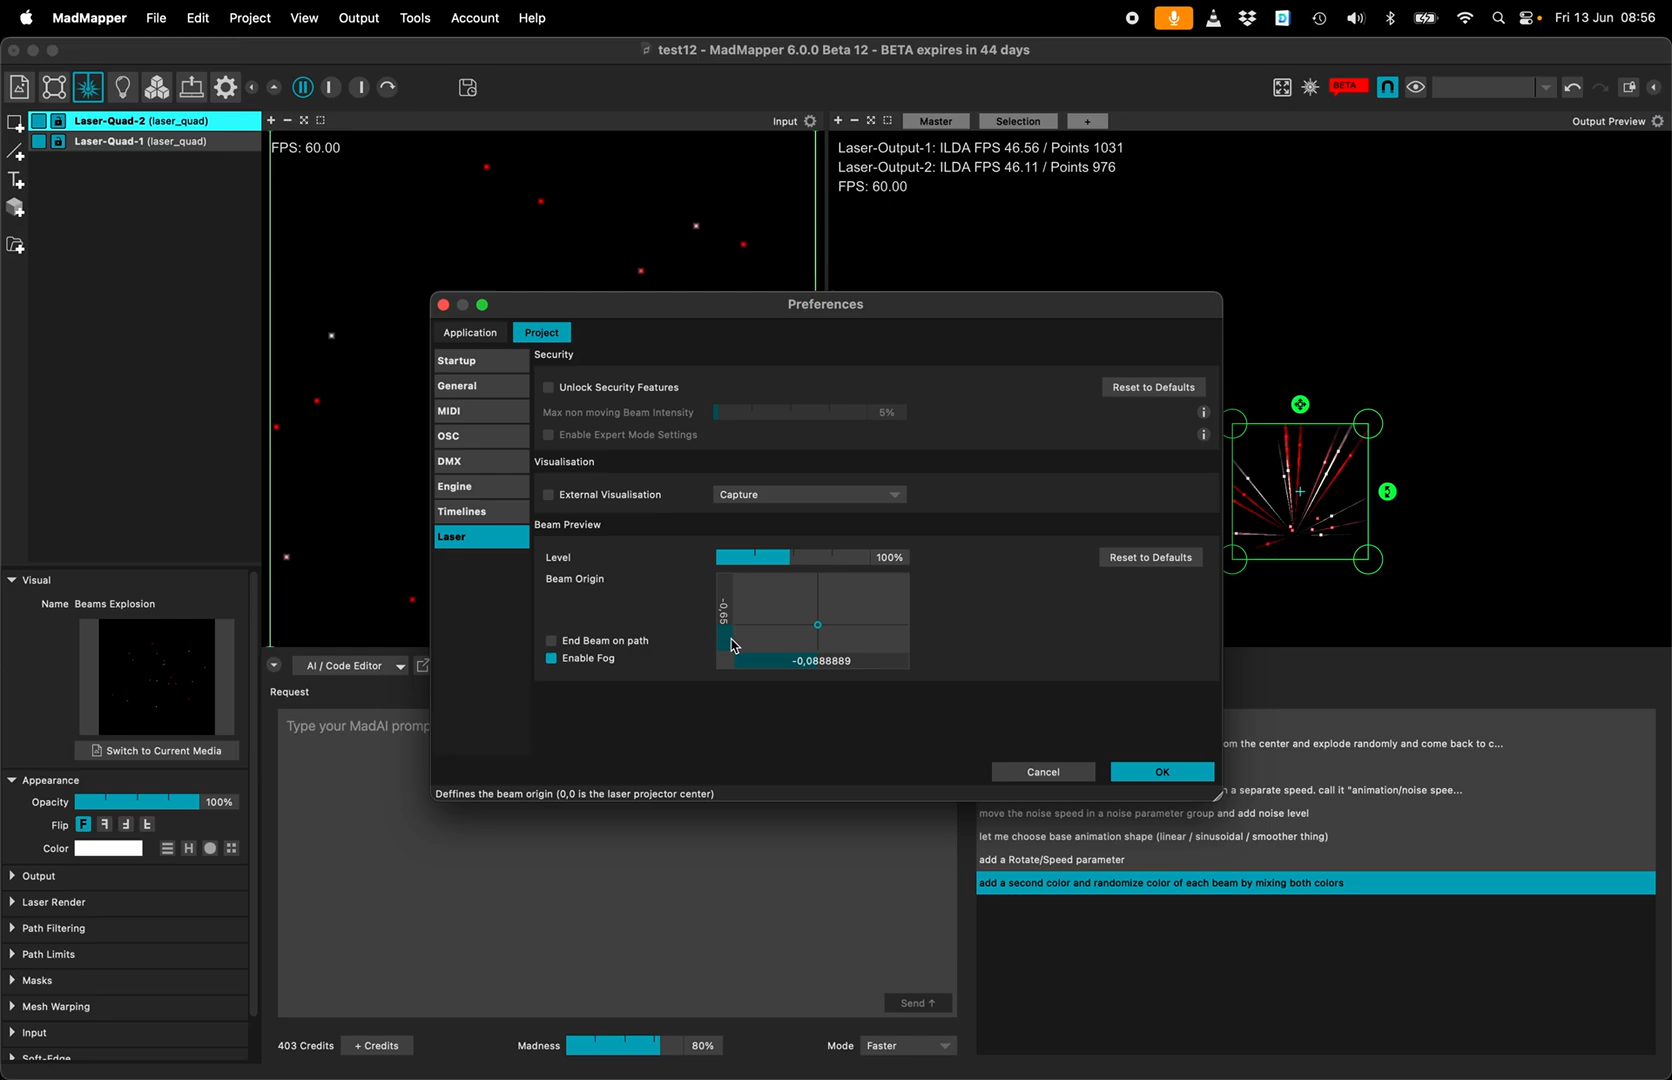 MadMapper File Edit Project View Output Tools Account Help Fri 13 Jun 08:56
test12 - MadMapper 6.0.0 Beta 12 - BETA expires in 44 days
BETA
Laser-Quad-2 (laser_quad)
Laser-Quad-1 (laser_quad)
Input
Master Selection + Output Preview
FPS: 60.00
Laser-Output-1: ILDA FPS 46.56 / Points 1031
Laser-Output-2: ILDA FPS 46.11 / Points 976
FPS: 60.00
Preferences
Application Project
Startup
General
MIDI
OSC
DMX
Engine
Timelines
Laser
Security
Unlock Security Features Reset to Defaults
Max non moving Beam Intensity 5%
Enable Expert Mode Settings
Visualisation
External Visualisation Capture
Beam Preview
Level 100% Reset to Defaults
Beam Origin
-0,65
End Beam on path
Enable Fog
-0,0888889
Cancel OK
Deffines the beam origin (0,0 is the laser projector center)
Visual
Name Beams Explosion
Switch to Current Media
Appearance
Opacity 100%
Flip
Color
Output
Laser Render
Path Filtering
Path Limits
Masks
Mesh Warping
Input
Soft-Edge
AI / Code Editor
Request
Type your MadAI promp
Send ↑
403 Credits + Credits Madness 80% Mode Faster
om the center and explode randomly and come back to c...
a separate speed. call it "animation/noise spee...
move the noise speed in a noise parameter group and add noise level
let me choose base animation shape (linear / sinusoidal / smoother thing)
add a Rotate/Speed parameter
add a second color and randomize color of each beam by mixing both colors